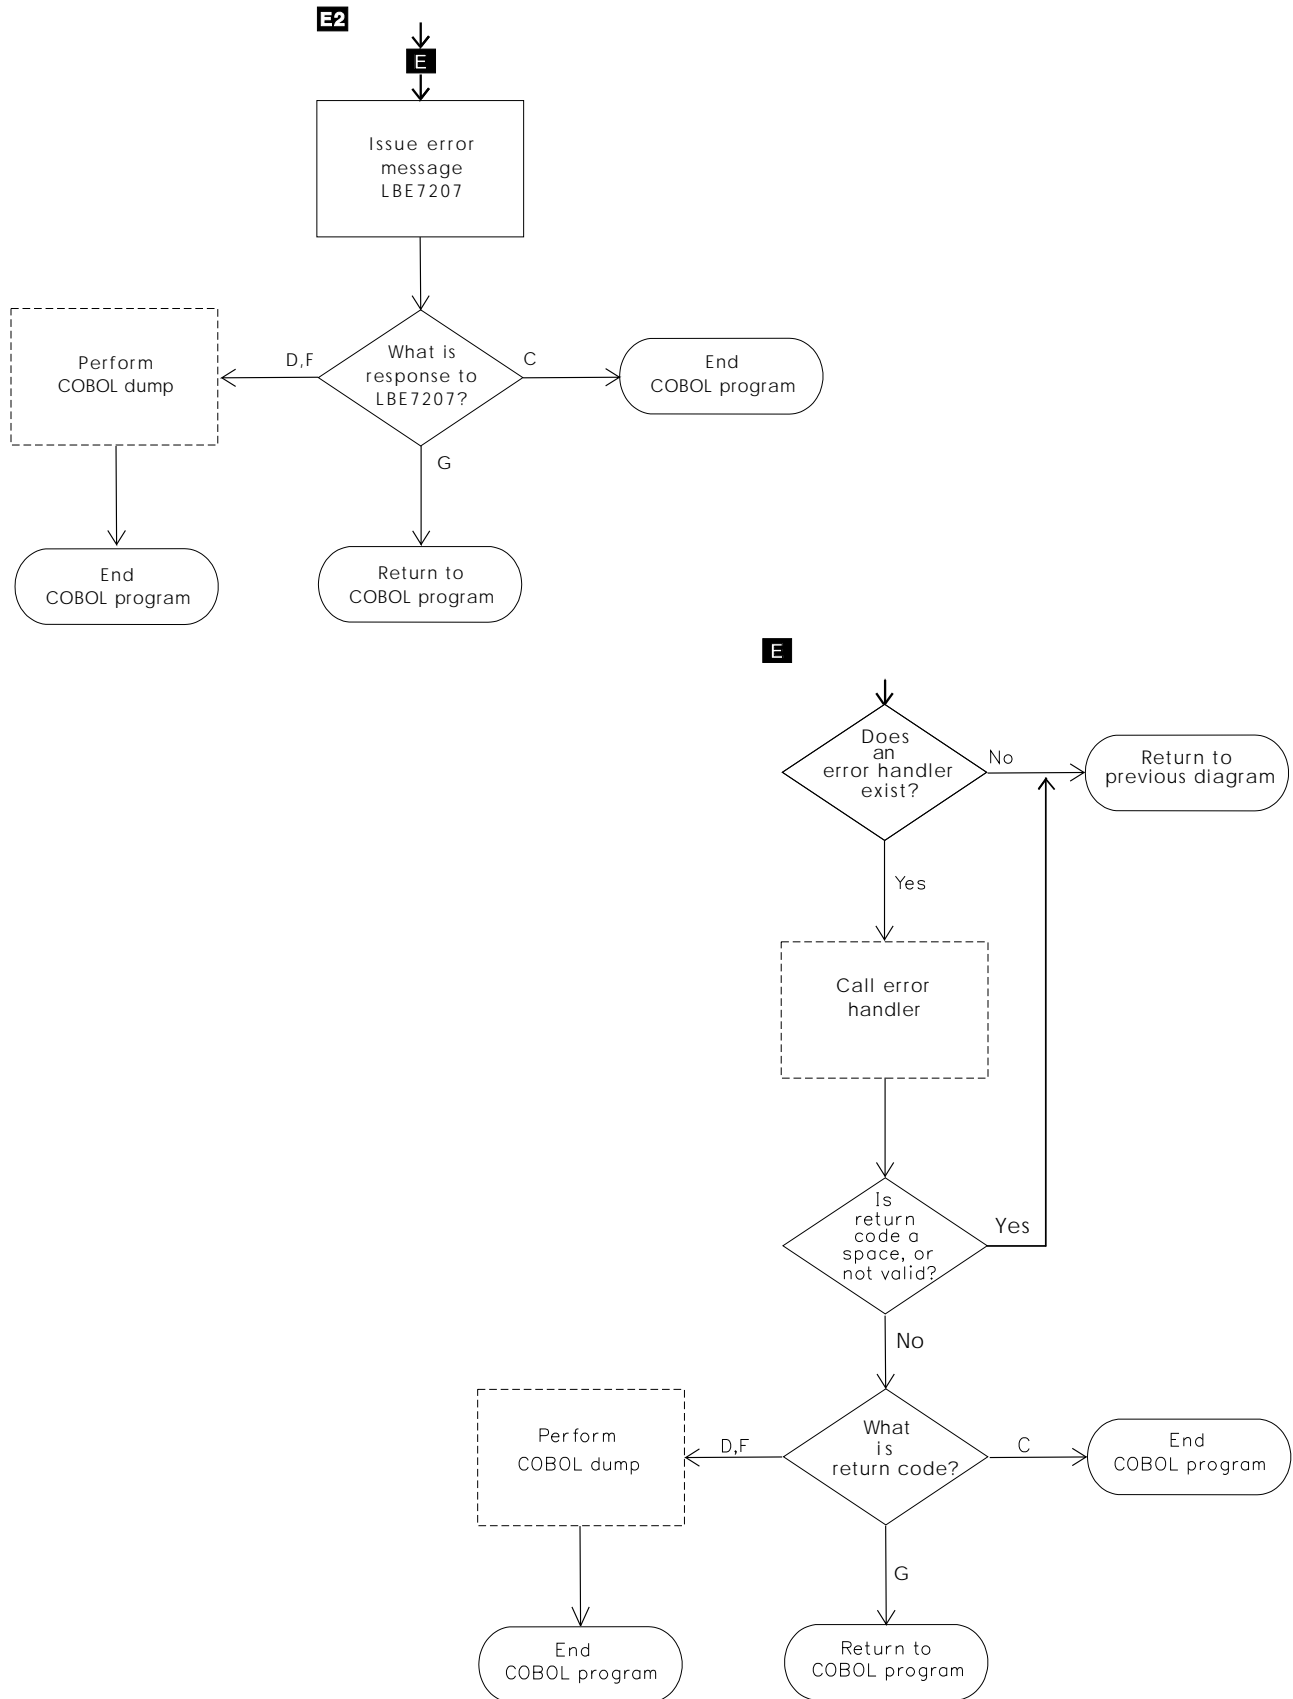 E2
E
Issue error
message
LBE7207
Perform
COBOL dump
D,F
What is
response to
LBE7207?
C
End
COBOL program
G
End
COBOL program
Return to
COBOL program
E
Does
an
error handler
exist?
No
Return to
previous diagram
Yes
Call error
handler
Is
return
code a
space, or
not valid?
Yes
No
Perform
COBOL dump
D,F
What
is
return code?
C
End
COBOL program
G
End
COBOL program
Return to
COBOL program